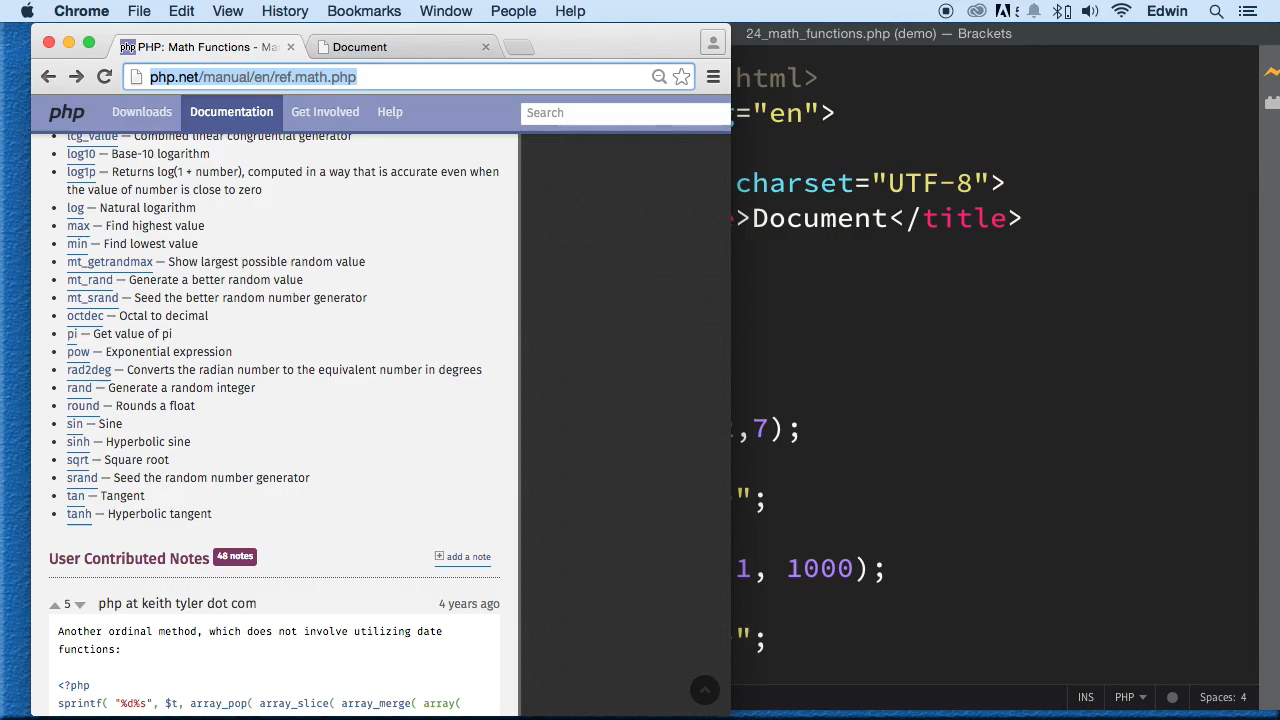 Chrome File Edit View History Bookmarks Window People Help Edwin
PHP: Math Functions - Ma
Document
24_math_functions.php (demo) — Brackets
php.net/manual/en/ref.math.php
php Downloads Documentation Get Involved Help Search
lcg_value — Combined linear congruential generator
log10 — Base-10 logarithm
log1p — Returns log(1 + number), computed in a way that is accurate even when
the value of number is close to zero
log — Natural logarithm
max — Find highest value
min — Find lowest value
mt_getrandmax — Show largest possible random value
mt_rand — Generate a better random value
mt_srand — Seed the better random number generator
octdec — Octal to decimal
pi — Get value of pi
pow — Exponential expression
rad2deg — Converts the radian number to the equivalent number in degrees
rand — Generate a random integer
round — Rounds a float
sin — Sine
sinh — Hyperbolic sine
sqrt — Square root
srand — Seed the random number generator
tan — Tangent
tanh — Hyperbolic tangent
User Contributed Notes 48 notes
add a note
5 php at keith tyler dot com 4 years ago
Another ordinal method, which does not involve utilizing date
functions:
<?php
sprintf( "%d%s", $t, array_pop( array_slice( array_merge( array(
html>
="en">
charset="UTF-8">
>Document</title>
,7);
";
1, 1000);
";
INS PHP Spaces: 4